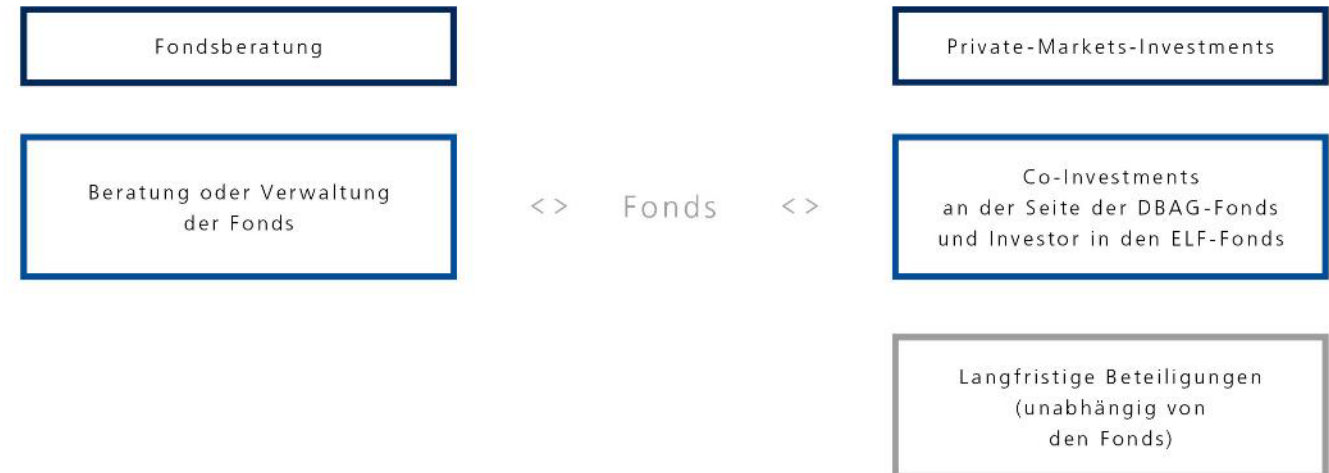 Fondsberatung
Private-Markets-Investments
Beratung oder Verwaltung
der Fonds
<> Fonds <>
Co-Investments
an der Seite der DBAG-Fonds
und Investor in den ELF-Fonds
Langfristige Beteiligungen
(unabhängig von
den Fonds)